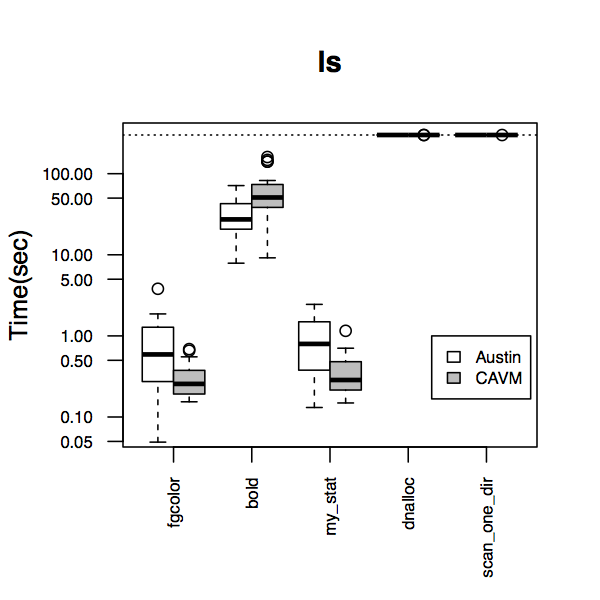 ls
Time(sec)
100.00
50.00
10.00
5.00
1.00
0.50
0.10
0.05
Austin
CAVM
fgcolor
bold
my_stat
dnalloc
scan_one_dir